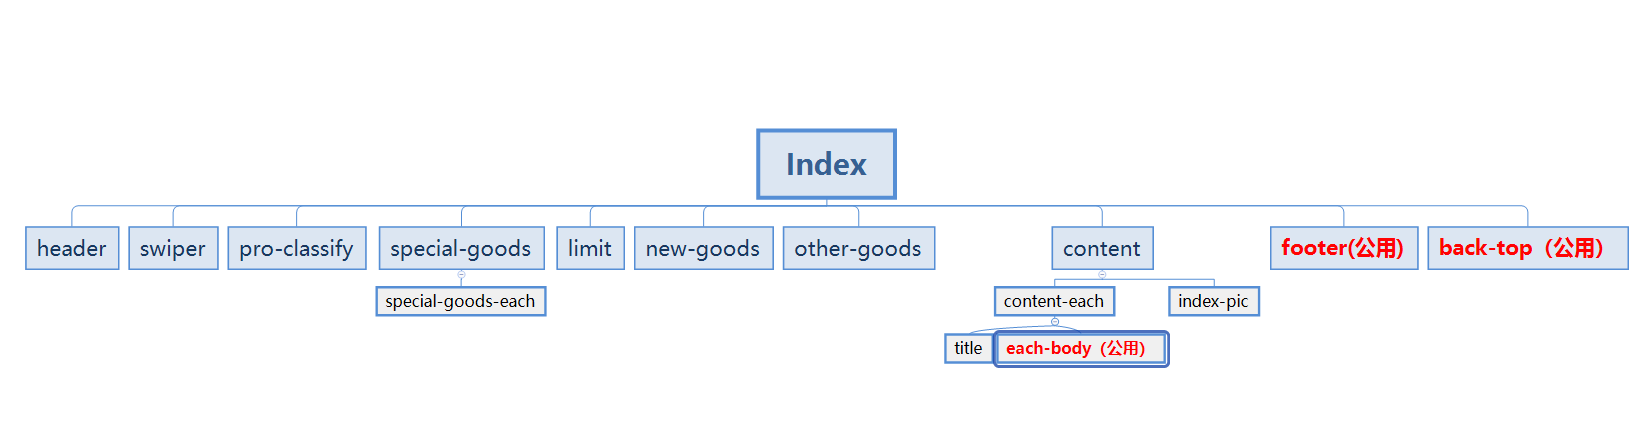 Index
header
swiper
pro-classify
special-goods
limit
new-goods
other-goods
content
footer(公用)
back-top（公用）
special-goods-each
content-each
index-pic
title
each-body（公用）